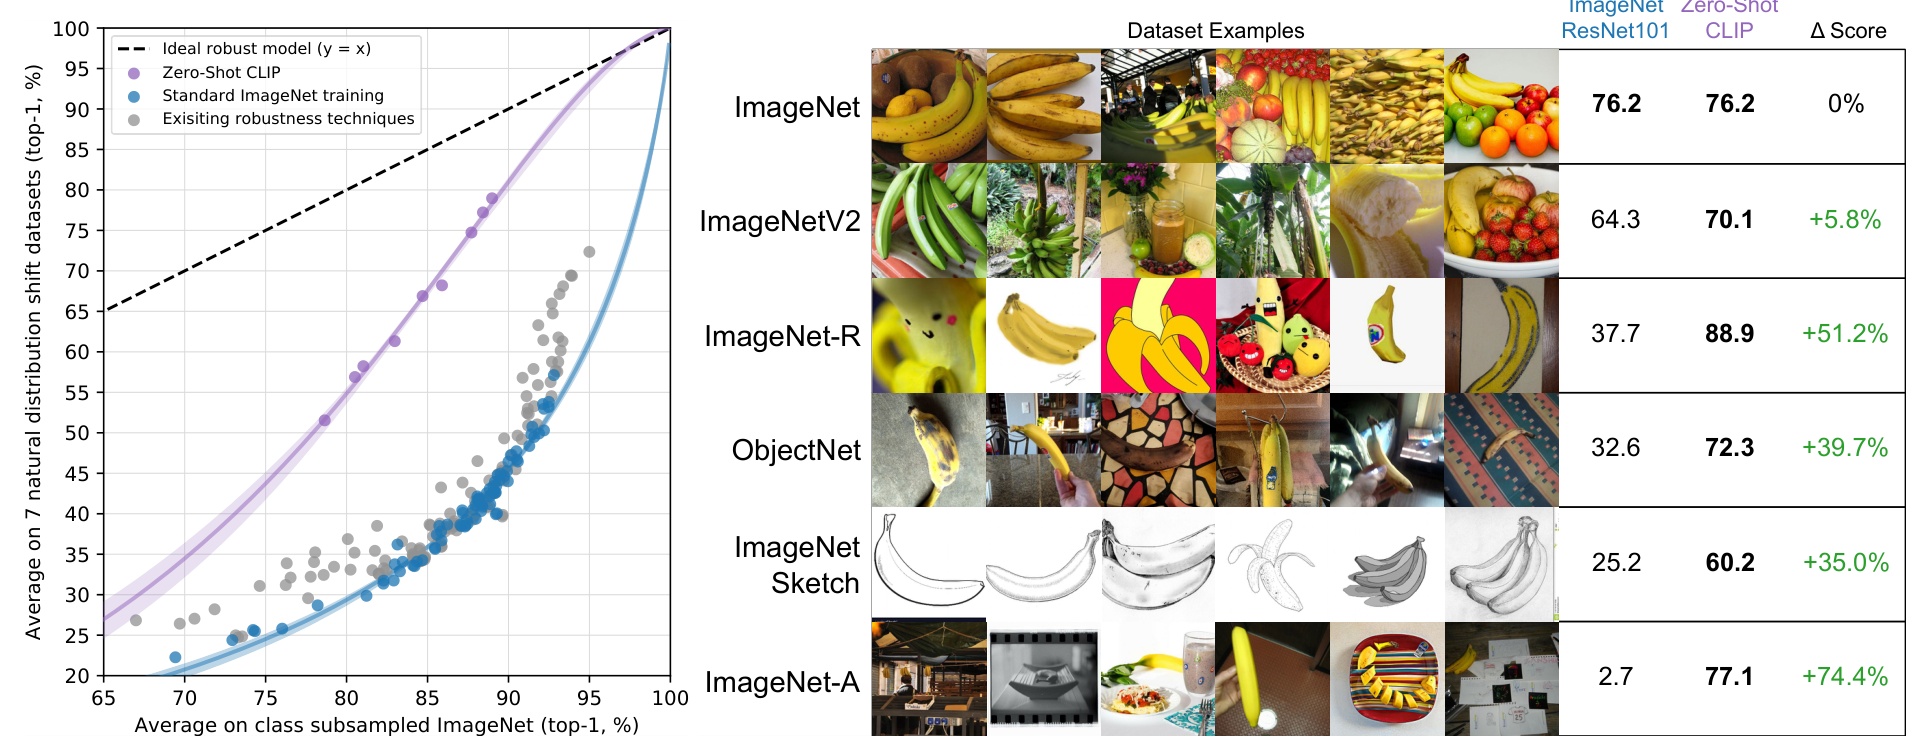 100
95
90
85
80
75
70
65
60
55
50
45
40
35
30
25
20
Average on 7 natural distribution shift datasets (top-1, %)
Ideal robust model (y = x)
Zero-Shot CLIP
Standard ImageNet training
Exisiting robustness techniques
65 70 75 80 85 90 95 100
Average on class subsampled ImageNet (top-1, %)
Dataset Examples
ImageNet Zero-Shot
ResNet101 CLIP Δ Score
ImageNet 76.2 76.2 0%
ImageNetV2 64.3 70.1 +5.8%
ImageNet-R 37.7 88.9 +51.2%
ObjectNet 32.6 72.3 +39.7%
ImageNet
Sketch 25.2 60.2 +35.0%
ImageNet-A 2.7 77.1 +74.4%